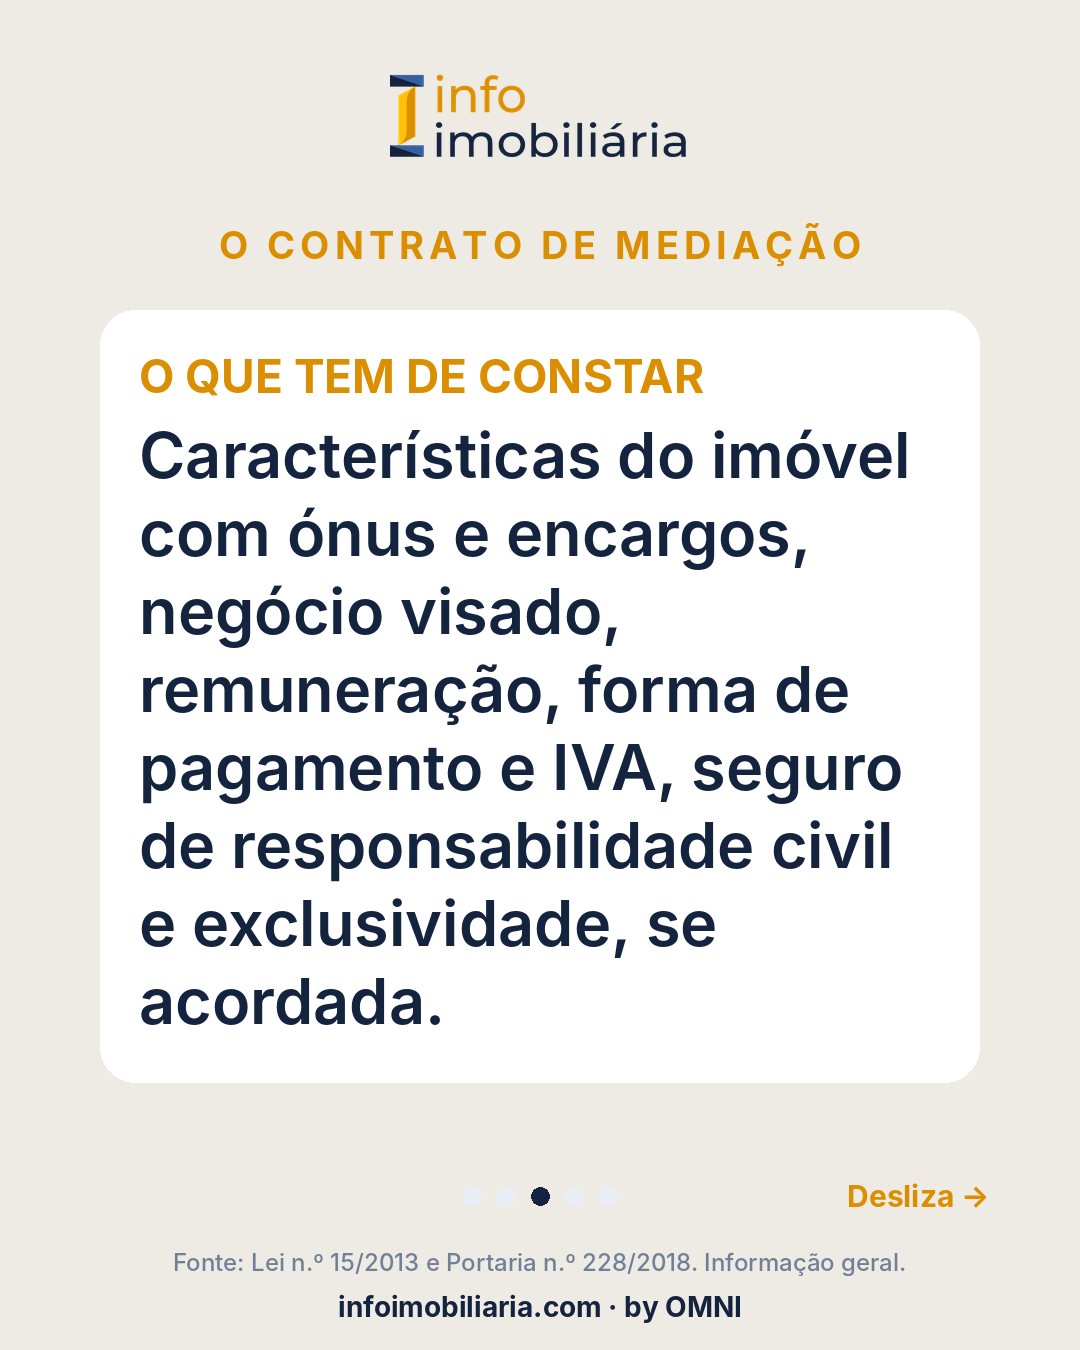 info
imobiliária
O CONTRATO DE MEDIAÇÃO
O QUE TEM DE CONSTAR
Características do imóvel
com ónus e encargos,
negócio visado,
remuneração, forma de
pagamento e IVA, seguro
de responsabilidade civil
e exclusividade, se
acordada.
Desliza →
Fonte: Lei n.º 15/2013 e Portaria n.º 228/2018. Informação geral.
infoimobiliaria.com · by OMNI